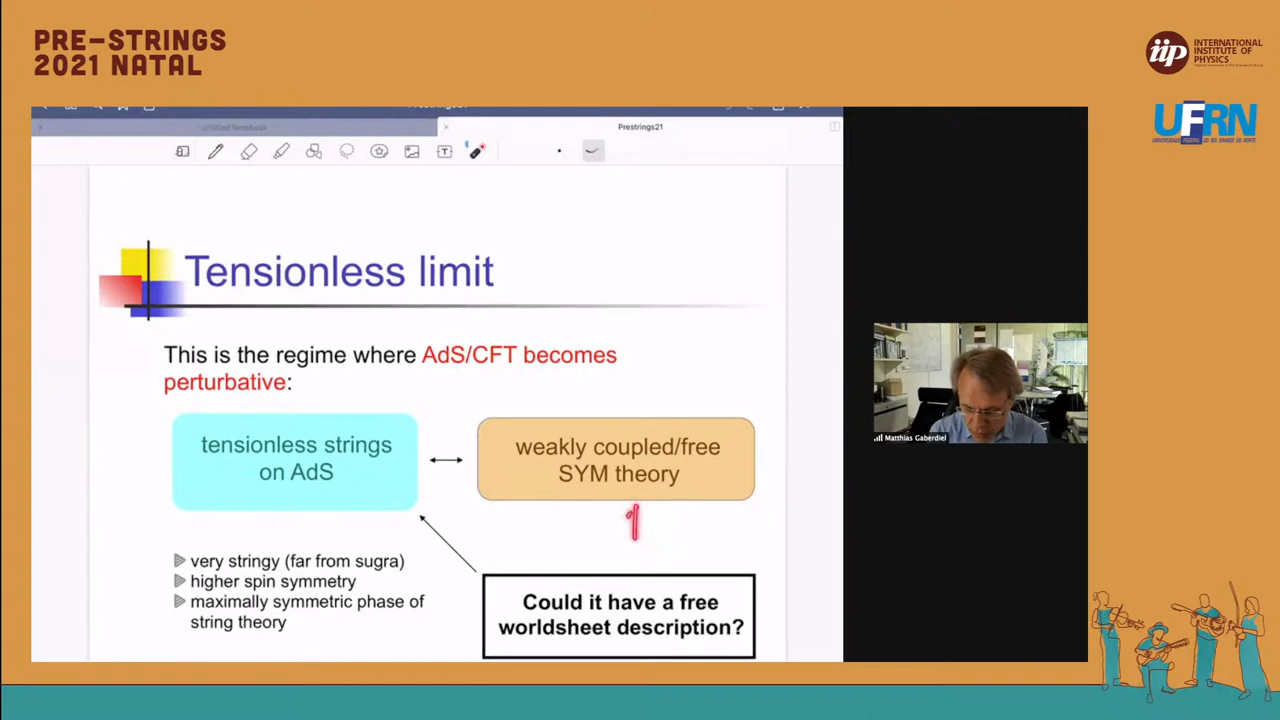 PRE-STRINGS
2021 NATAL
iip
INTERNATIONAL
INSTITUTE OF
PHYSICS
UFRN
Untitled Notebook
Prestrings21
Tensionless limit
This is the regime where AdS/CFT becomes
perturbative:
tensionless strings
on AdS
weakly coupled/free
SYM theory
very stringy (far from sugra)
higher spin symmetry
maximally symmetric phase of
string theory
Could it have a free
worldsheet description?
Matthias Gaberdiel